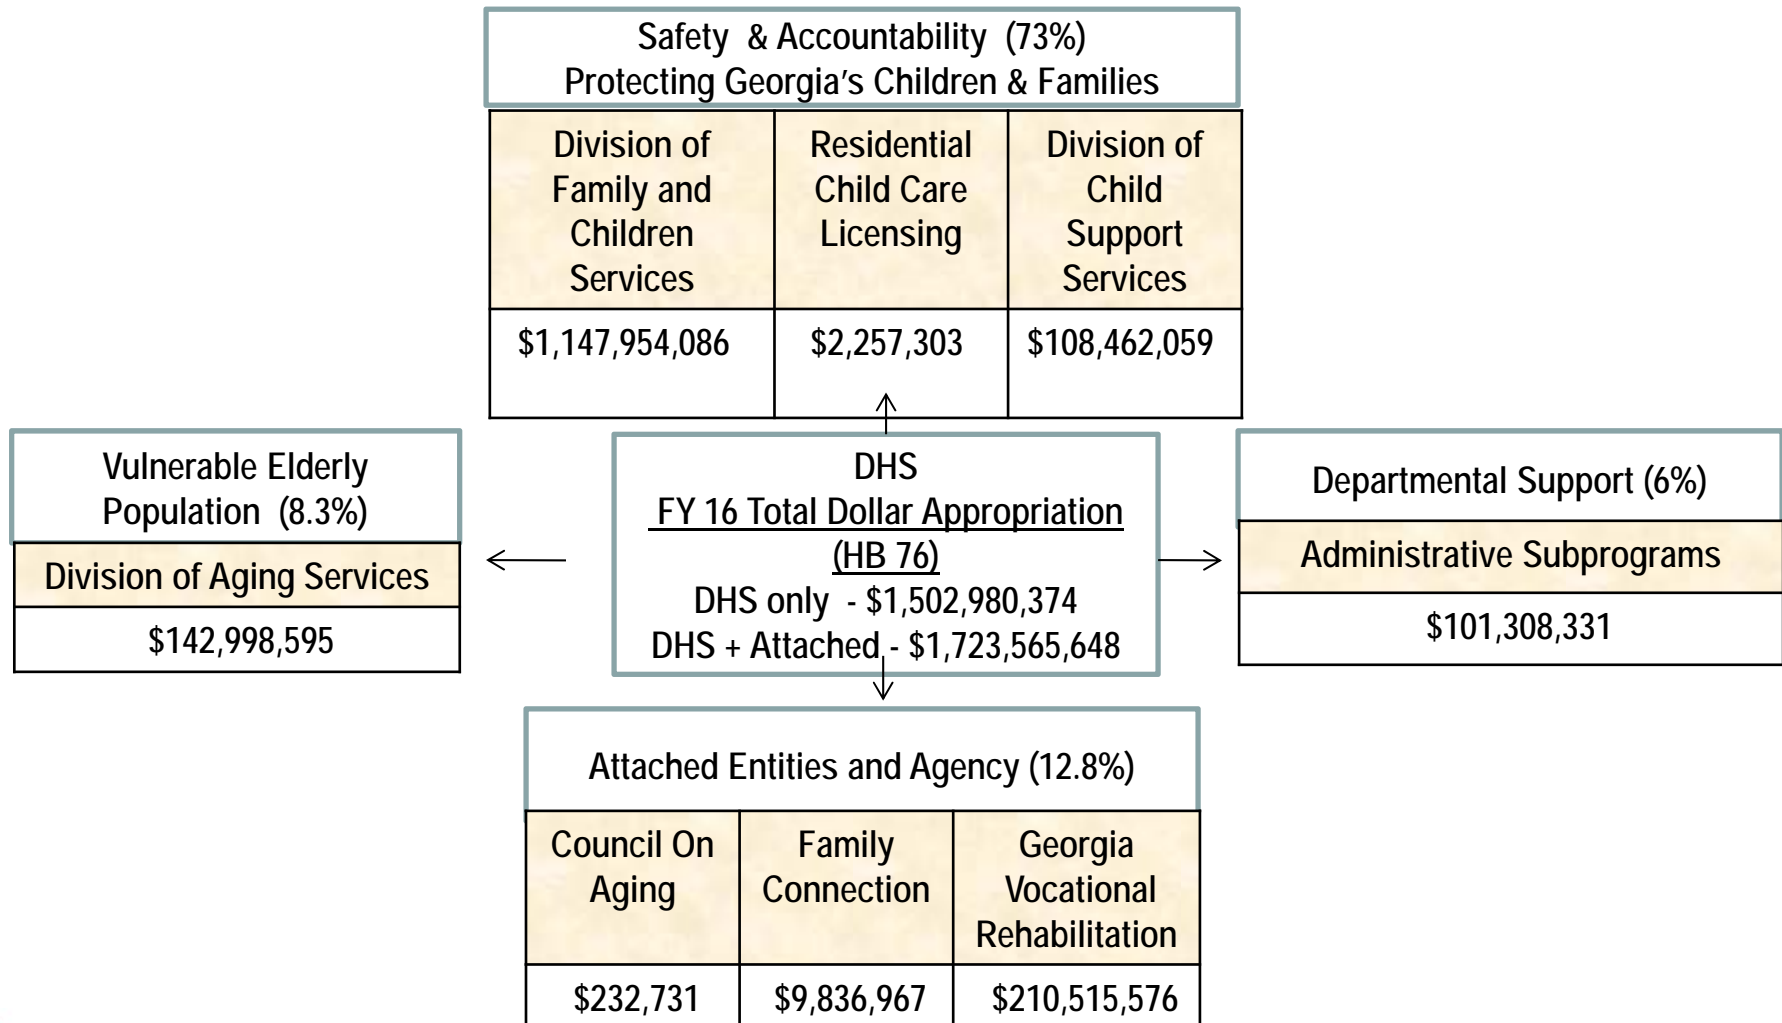 Safety & Accountability (73%)
Protecting Georgia's Children & Families
Division of
Family and
Children
Services
Residential
Child Care
Licensing
Division of
Child
Support
Services
$1,147,954,086
$2,257,303
$108,462,059
Vulnerable Elderly
Population (8.3%)
Division of Aging Services
$142,998,595
DHS
FY 16 Total Dollar Appropriation
(HB 76)
DHS only - $1,502,980,374
DHS + Attached - $1,723,565,648
Departmental Support (6%)
Administrative Subprograms
$101,308,331
Attached Entities and Agency (12.8%)
Council On
Aging
Family
Connection
Georgia
Vocational
Rehabilitation
$232,731
$9,836,967
$210,515,576